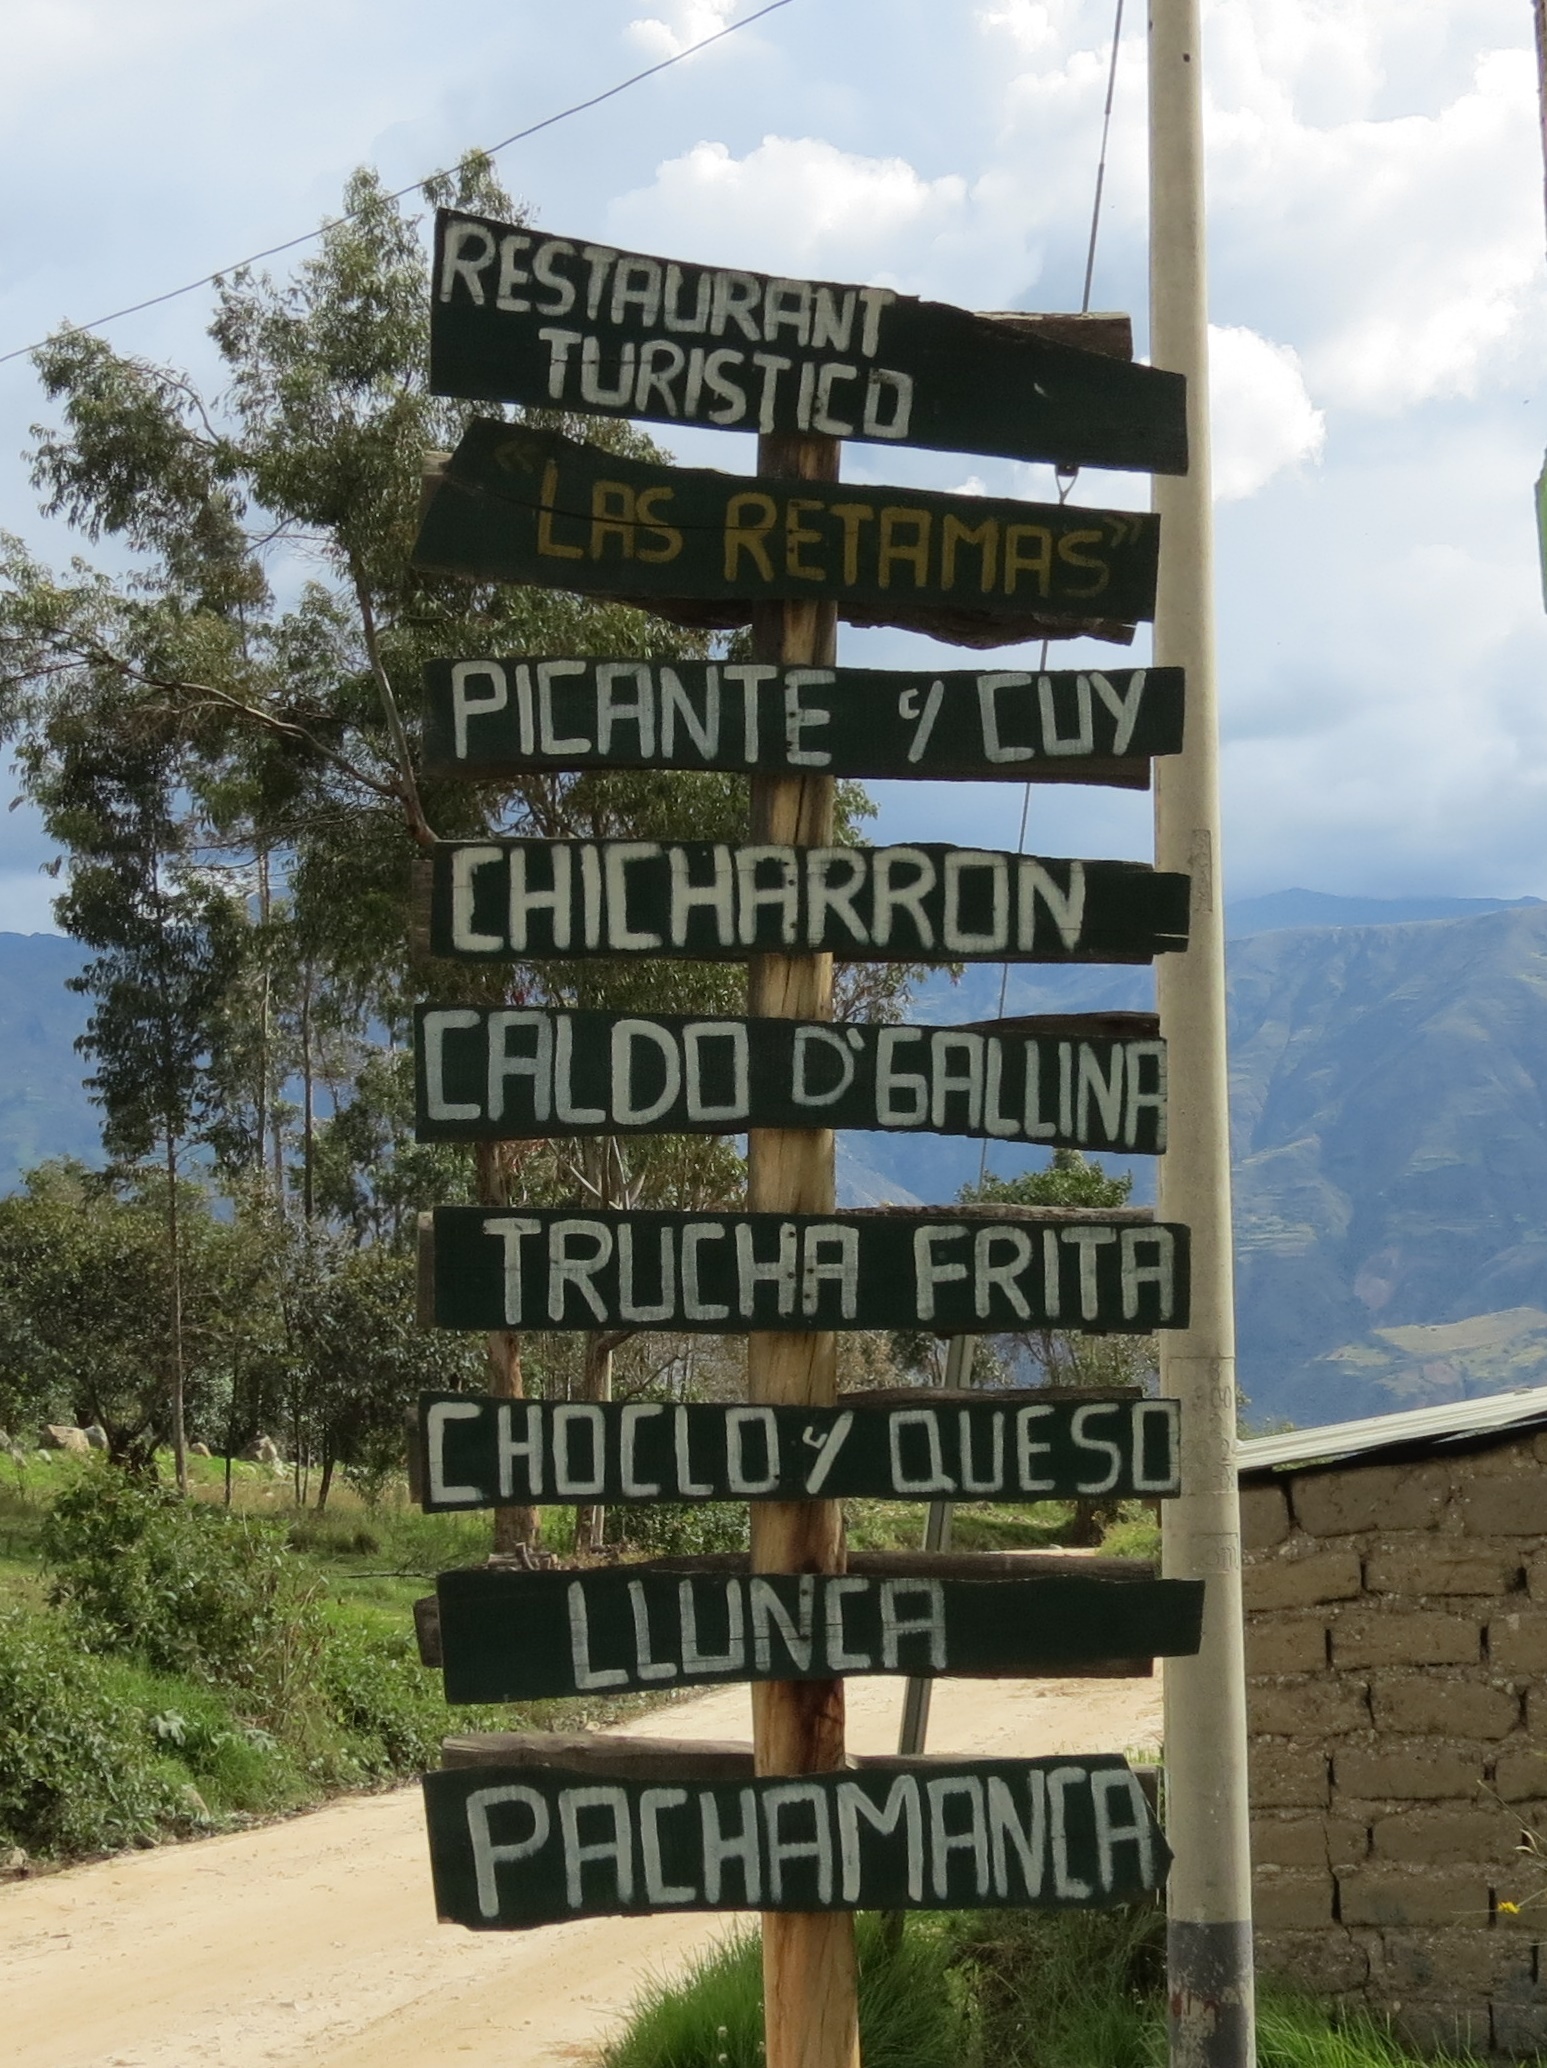 RESTAURANT
TURISTICO
"LAS RETAMAS"
PICANTE c/ CUY
CHICHARRON
CALDO D'GALLINA
TRUCHA FRITA
CHOCLO c/ QUESO
LLUNCA
PACHAMANCA